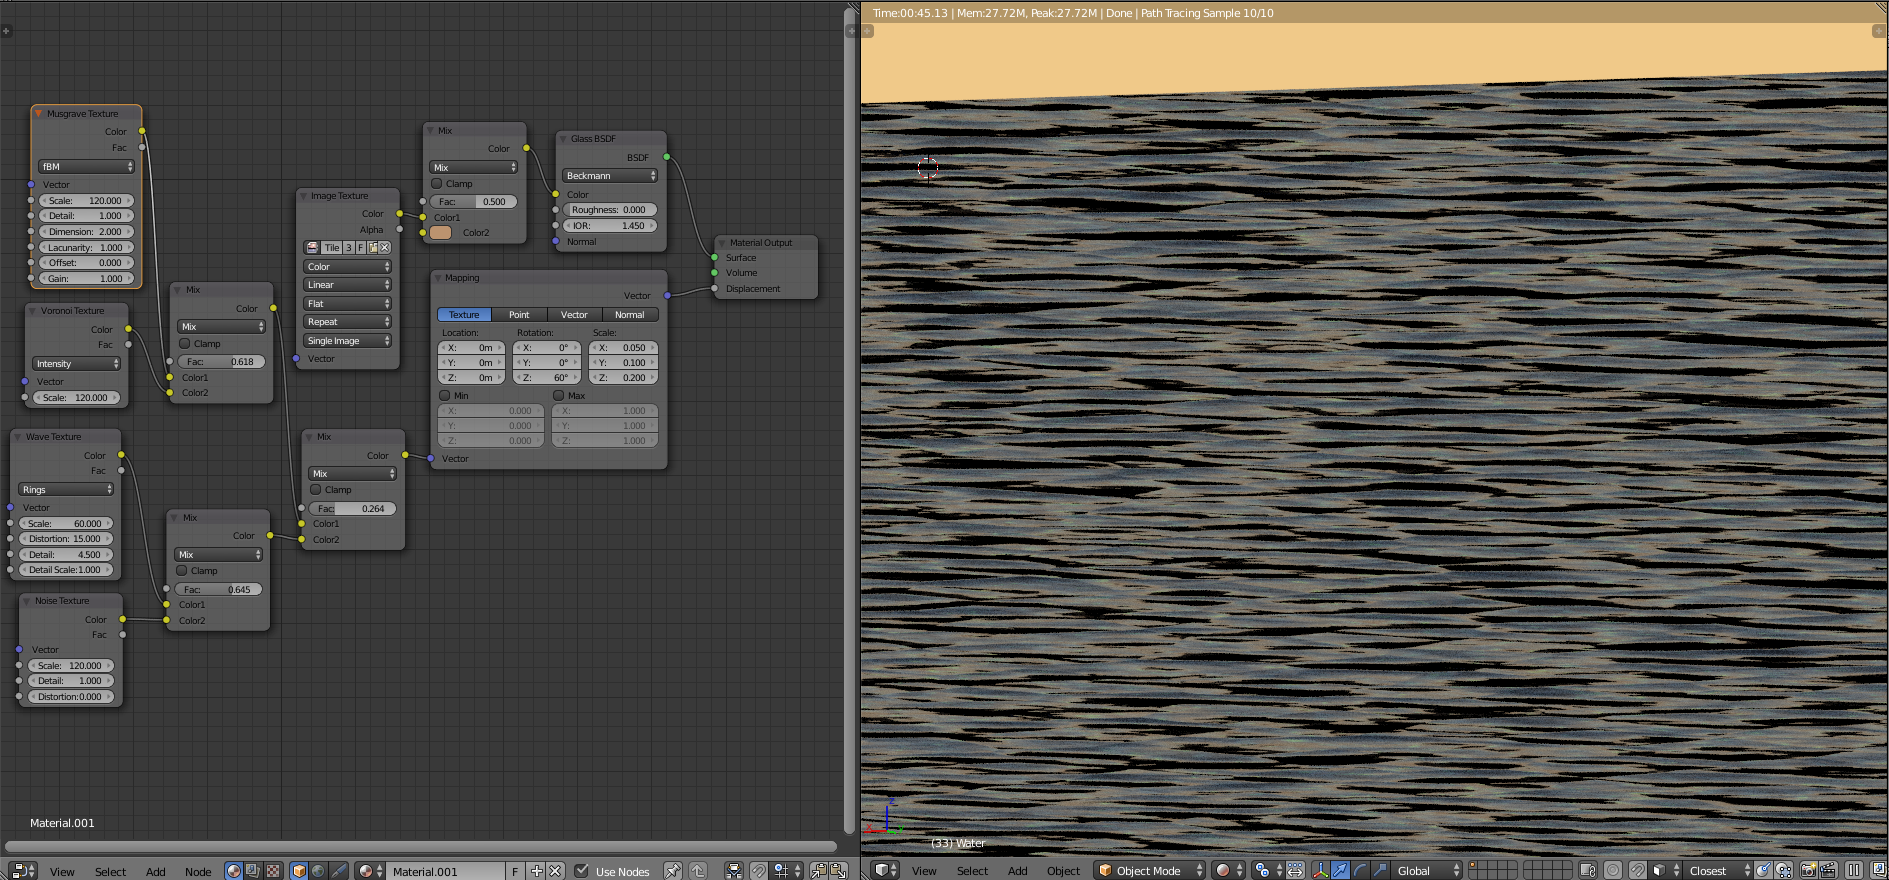 Time:00:45.13 | Mem:27.72M, Peak:27.72M | Done | Path Tracing Sample 10/10
Musgrave Texture
Color
Fac
fBM
Vector
Scale: 120.000
Detail: 1.000
Dimension: 2.000
Lacunarity: 1.000
Offset: 0.000
Gain: 1.000
Voronoi Texture
Color
Fac
Intensity
Vector
Scale: 120.000
Wave Texture
Color
Fac
Rings
Vector
Scale: 60.000
Distortion: 15.000
Detail: 4.500
Detail Scale:1.000
Noise Texture
Color
Fac
Vector
Scale: 120.000
Detail: 1.000
Distortion:0.000
Mix
Color
Mix
Clamp
Fac: 0.618
Color1
Color2
Mix
Color
Mix
Clamp
Fac: 0.645
Color1
Color2
Image Texture
Color
Alpha
Tile 3 F
Color
Linear
Flat
Repeat
Single Image
Vector
Mix
Color
Mix
Clamp
Fac: 0.264
Color1
Color2
Mix
Color
Mix
Clamp
Fac: 0.500
Color1
Color2
Glass BSDF
BSDF
Beckmann
Color
Roughness: 0.000
IOR: 1.450
Normal
Mapping
Vector
Texture Point Vector Normal
Location: Rotation: Scale:
X: 0m X: 0° X: 0.050
Y: 0m Y: 0° Y: 0.100
Z: 0m Z: 60° Z: 0.200
Min Max
X: 0.000 X: 1.000
Y: 0.000 Y: 1.000
Z: 0.000 Z: 1.000
Vector
Material Output
Surface
Volume
Displacement
Material.001
(33) Water
View Select Add Node Material.001 F Use Nodes
View Select Add Object Object Mode Global Closest